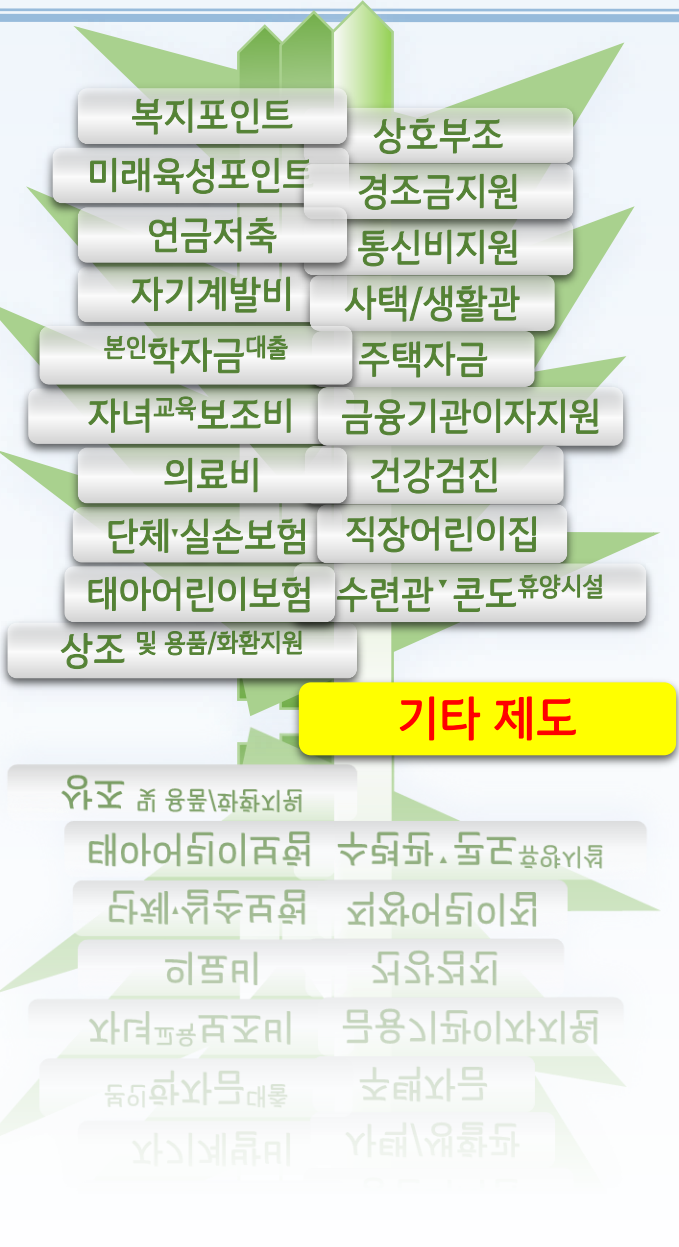 복지포인트
미래육성포인트
연금저축
자기계발비
본인학자금대출
자녀교육보조비
의료비
단체▾실손보험
태아어린이보험
상조 및 용품/화환지원
상호부조
경조금지원
통신비지원
사택/생활관
주택자금
금융기관이자지원
건강검진
직장어린이집
수련관▾콘도휴양시설
기타 제도